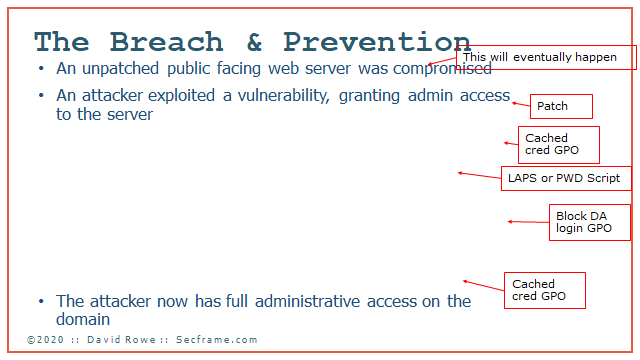 The Breach & Prevention
This will eventually happen
• An unpatched public facing web server was compromised
• An attacker exploited a vulnerability, granting admin access
to the server
Patch
Cached
cred GPO
LAPS or PWD Script
Block DA
login GPO
Cached
cred GPO
• The attacker now has full administrative access on the
domain
©2020 :: David Rowe :: Secframe.com